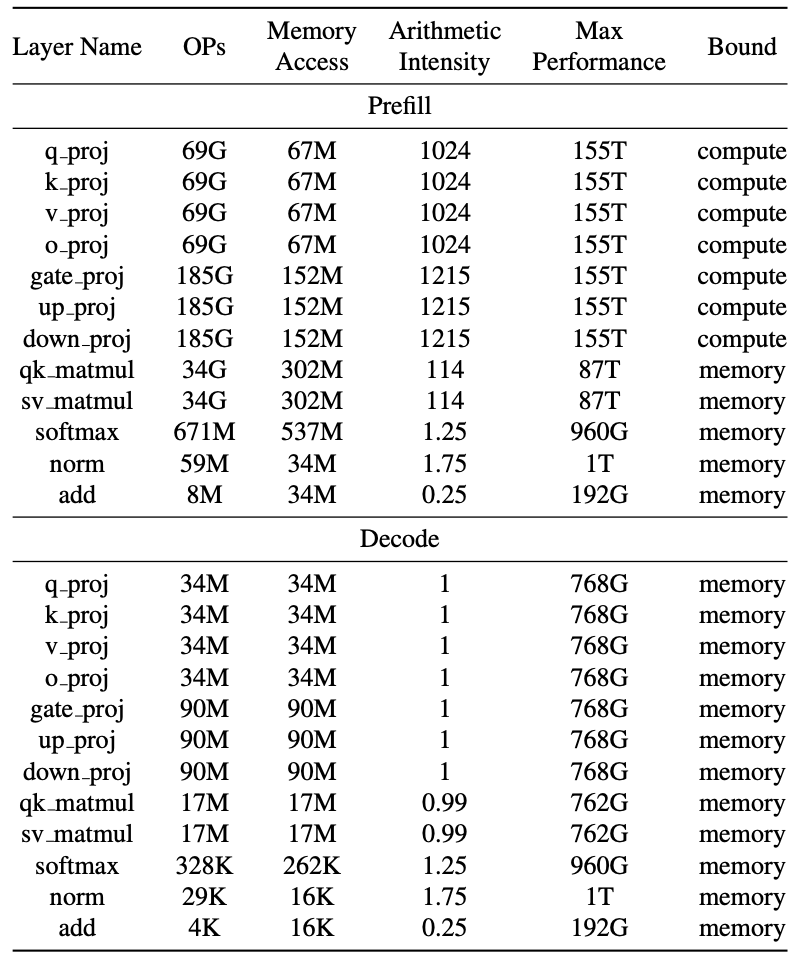 Layer Name OPs Memory Access Arithmetic Intensity Max Performance Bound
Prefill
q_proj 69G 67M 1024 155T compute
k_proj 69G 67M 1024 155T compute
v_proj 69G 67M 1024 155T compute
o_proj 69G 67M 1024 155T compute
gate_proj 185G 152M 1215 155T compute
up_proj 185G 152M 1215 155T compute
down_proj 185G 152M 1215 155T compute
qk_matmul 34G 302M 114 87T memory
sv_matmul 34G 302M 114 87T memory
softmax 671M 537M 1.25 960G memory
norm 59M 34M 1.75 1T memory
add 8M 34M 0.25 192G memory
Decode
q_proj 34M 34M 1 768G memory
k_proj 34M 34M 1 768G memory
v_proj 34M 34M 1 768G memory
o_proj 34M 34M 1 768G memory
gate_proj 90M 90M 1 768G memory
up_proj 90M 90M 1 768G memory
down_proj 90M 90M 1 768G memory
qk_matmul 17M 17M 0.99 762G memory
sv_matmul 17M 17M 0.99 762G memory
softmax 328K 262K 1.25 960G memory
norm 29K 16K 1.75 1T memory
add 4K 16K 0.25 192G memory